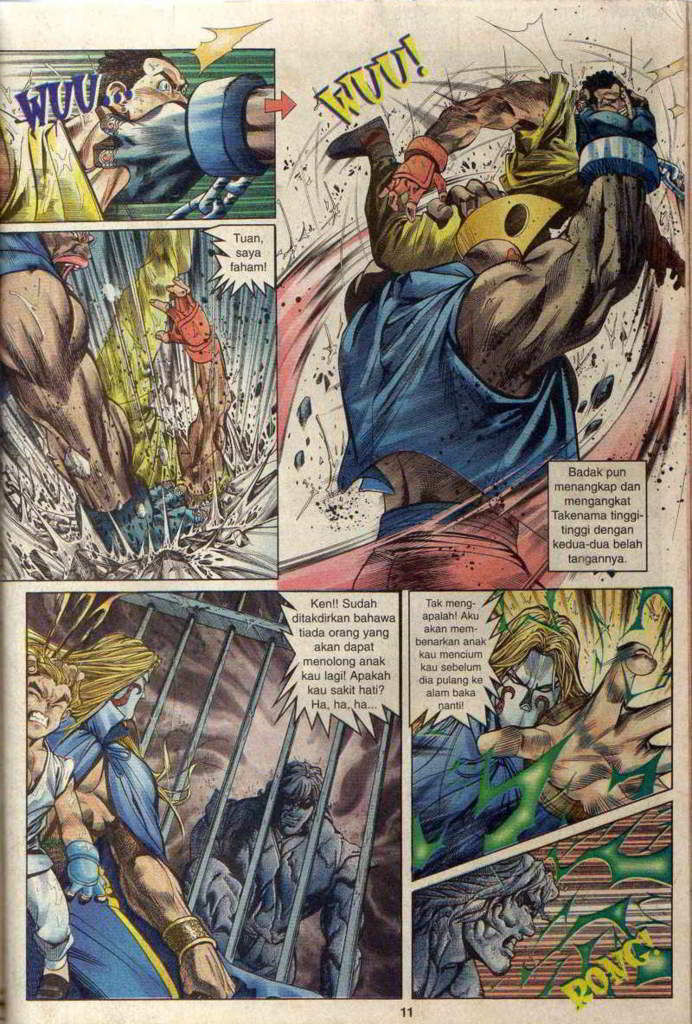 WUU...
WUU!
Tuan,
saya
faham!
Badak pun
menangkap dan
mengangkat
Takenama tinggi-
tinggi dengan
kedua-dua belah
tangannya.
Ken!! Sudah
ditakdirkan bahawa
tiada orang yang
akan dapat
menolong anak
kau lagi! Apakah
kau sakit hati?
Ha, ha, ha...
Tak meng-
apalah! Aku
akan mem-
benarkan anak
kau mencium
kau sebelum
dia pulang ke
alam baka
nanti!
RONG!
11